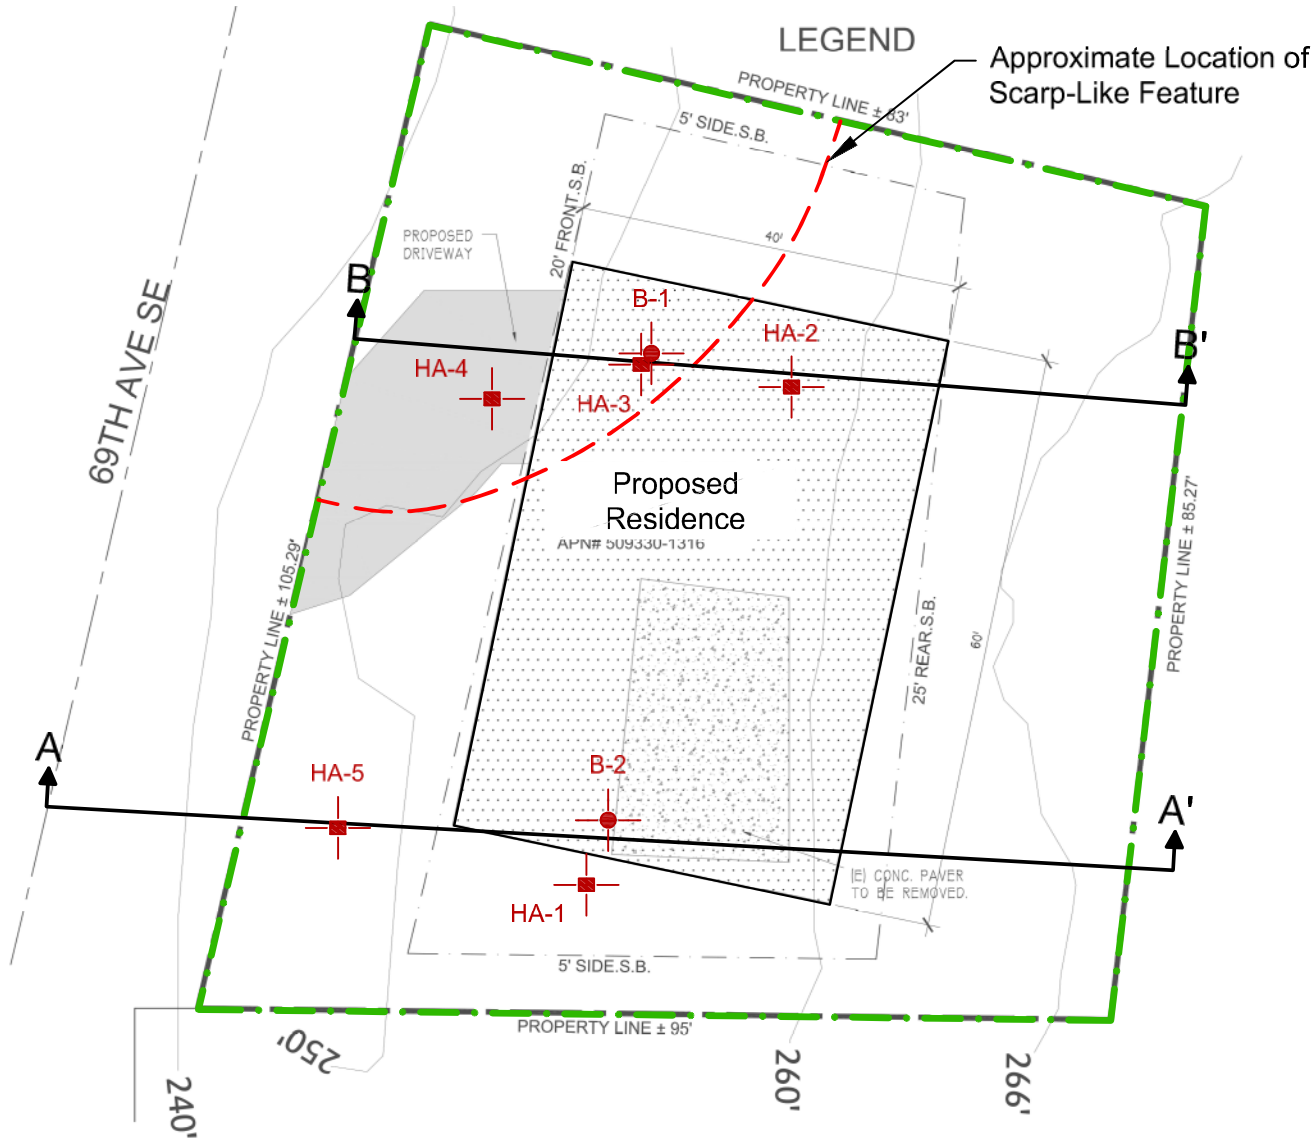 LEGEND
Approximate Location of
Scarp-Like Feature
PROPERTY LINE ± 83'
5' SIDE.S.B.
20' FRONT.S.B.
40'
PROPOSED
DRIVEWAY
B
B-1
HA-2
B'
HA-4
HA-3
69TH AVE SE
Proposed
Residence
APN# 509330-1316
PROPERTY LINE ± 105.29'
PROPERTY LINE ± 85.27'
25' REAR.S.B.
60'
A
HA-5
B-2
A'
(E) CONC. PAVER
TO BE REMOVED.
HA-1
5' SIDE.S.B.
PROPERTY LINE ± 95'
250'
240'
260'
266'